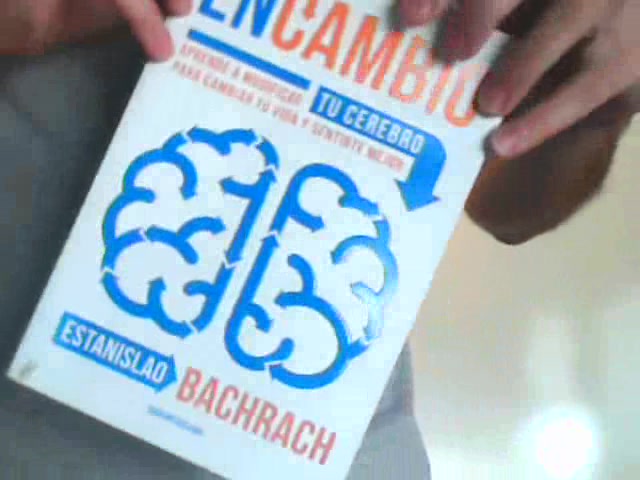 ENCAMBIO
APRENDE A MODIFICAR
TU CEREBRO
PARA CAMBIAR TU VIDA Y SENTIRTE MEJOR
ESTANISLAO
BACHRACH